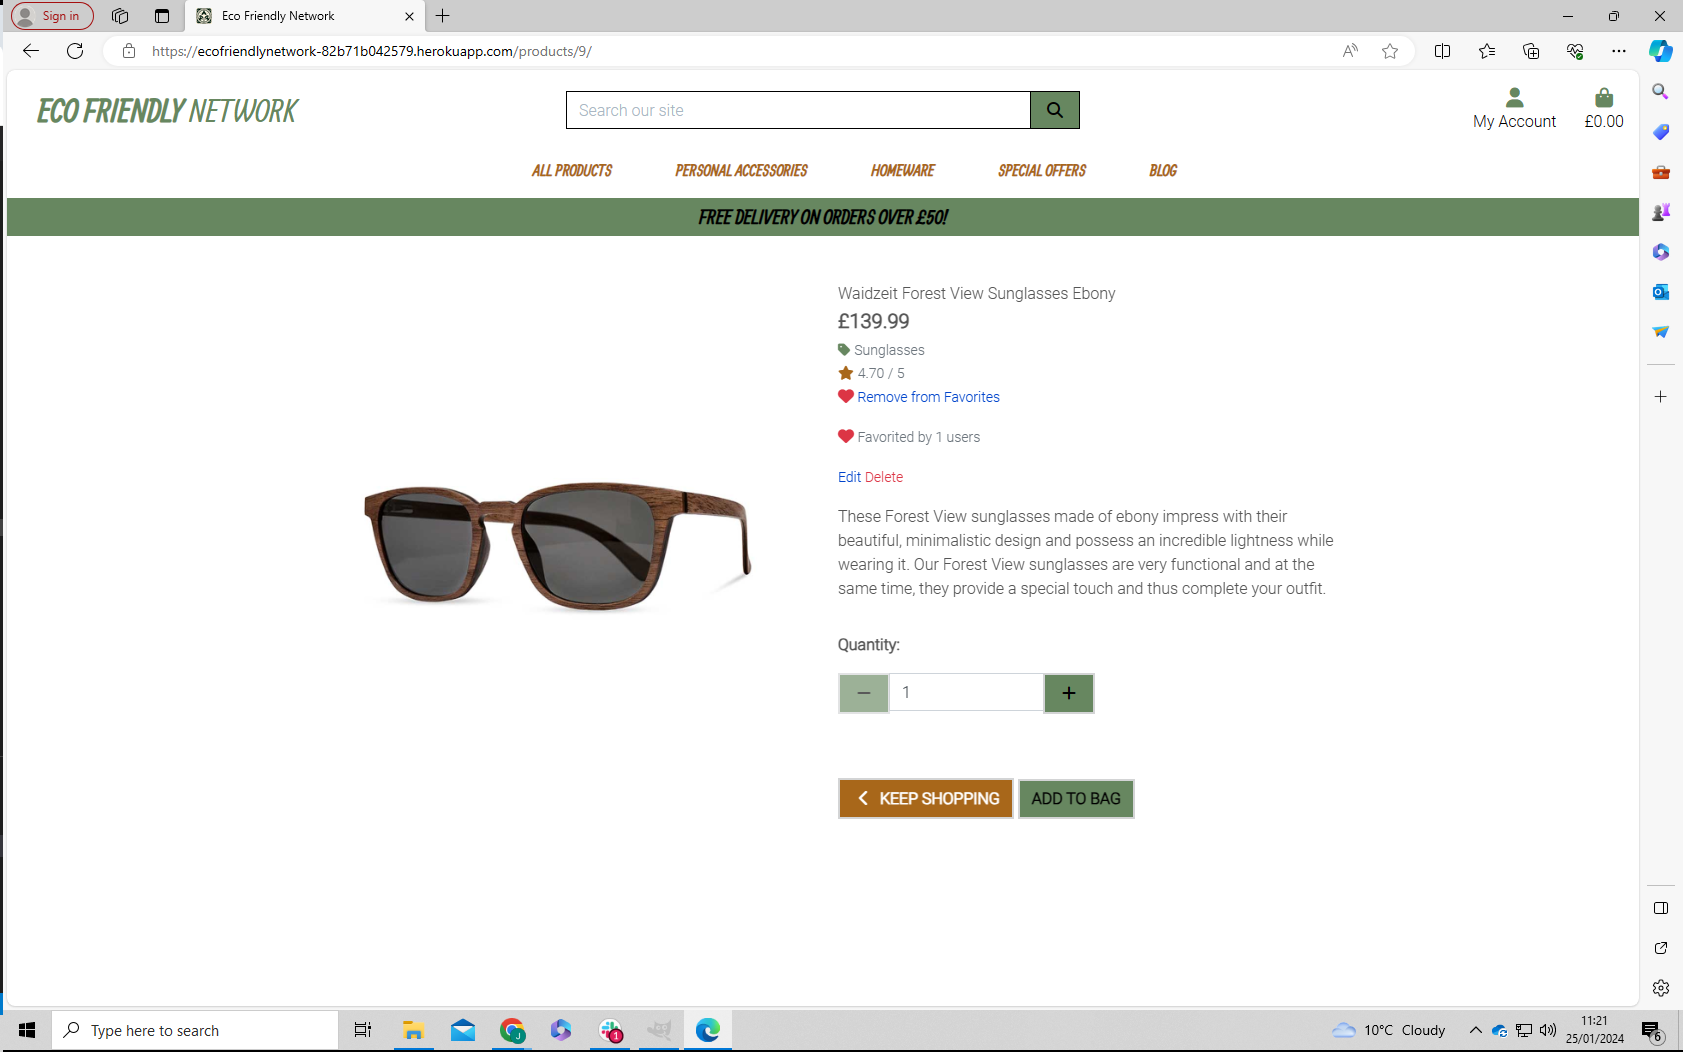 Sign in
Eco Friendly Network
https://ecofriendlynetwork-82b71b042579.herokuapp.com/products/9/
ECO FRIENDLY NETWORK
Search our site
My Account
£0.00
ALL PRODUCTS
PERSONAL ACCESSORIES
HOMEWARE
SPECIAL OFFERS
BLOG
FREE DELIVERY ON ORDERS OVER £50!
Waidzeit Forest View Sunglasses Ebony
£139.99
Sunglasses
4.70 / 5
Remove from Favorites
Favorited by 1 users
Edit Delete
These Forest View sunglasses made of ebony impress with their
beautiful, minimalistic design and possess an incredible lightness while
wearing it. Our Forest View sunglasses are very functional and at the
same time, they provide a special touch and thus complete your outfit.
Quantity:
1
KEEP SHOPPING
ADD TO BAG
Type here to search
J
1
10°C Cloudy
11:21
25/01/2024
6